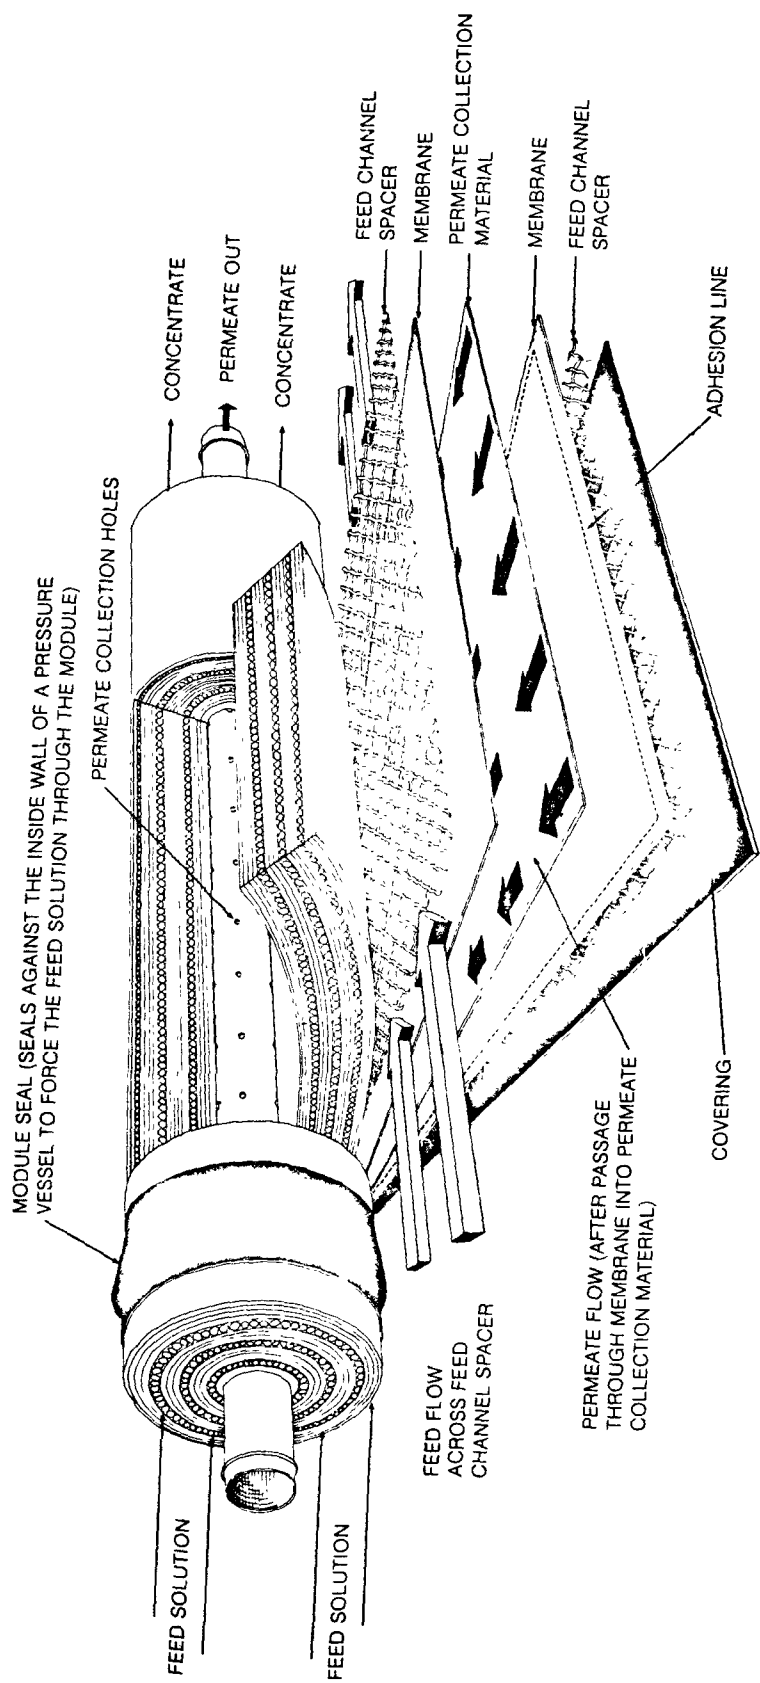 MODULE SEAL (SEALS AGAINST THE INSIDE WALL OF A PRESSURE
VESSEL TO FORCE THE FEED SOLUTION THROUGH THE MODULE)
PERMEATE COLLECTION HOLES
CONCENTRATE
PERMEATE OUT
CONCENTRATE
FEED SOLUTION
FEED SOLUTION
FEED CHANNEL
SPACER
MEMBRANE
PERMEATE COLLECTION
MATERIAL
MEMBRANE
FEED CHANNEL
SPACER
ADHESION LINE
FEED FLOW
ACROSS FEED
CHANNEL SPACER
PERMEATE FLOW (AFTER PASSAGE
THROUGH MEMBRANE INTO PERMEATE
COLLECTION MATERIAL)
COVERING